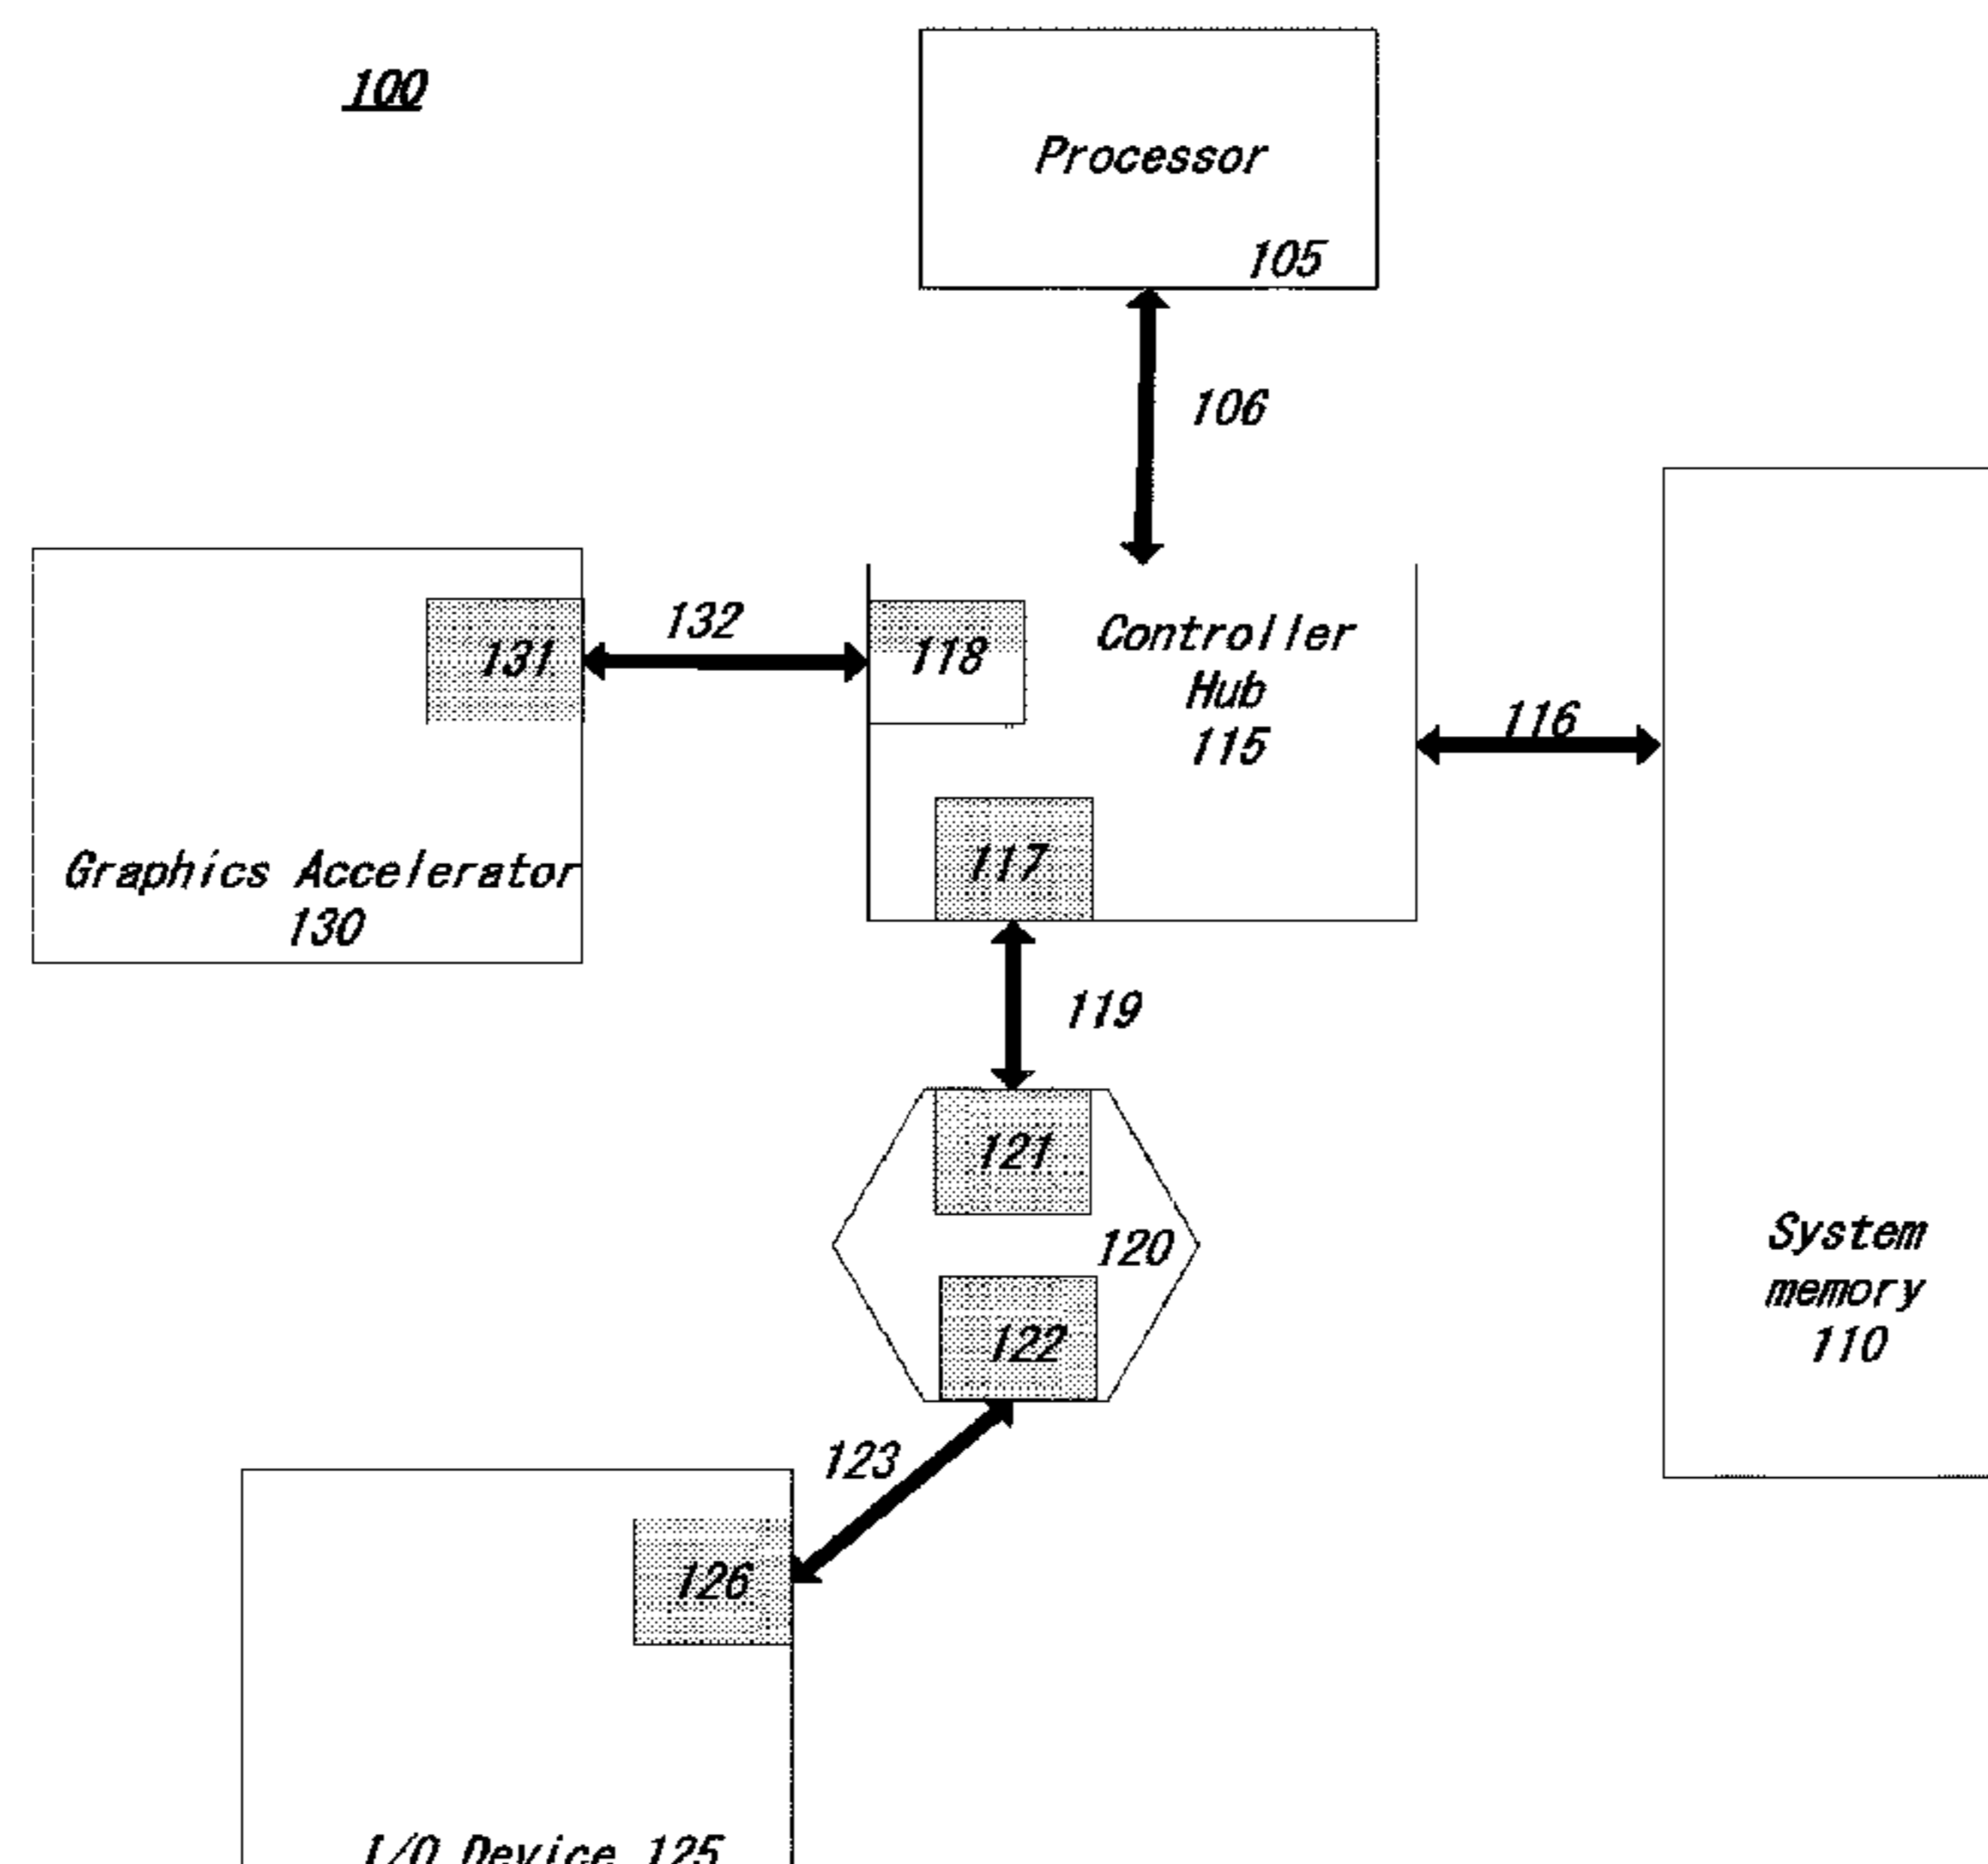 100
Processor
105
106
132
131
118
Controller
Hub
115
116
117
Graphics Accelerator
130
119
121
120
122
System
memory
110
123
126
I/O Device 125